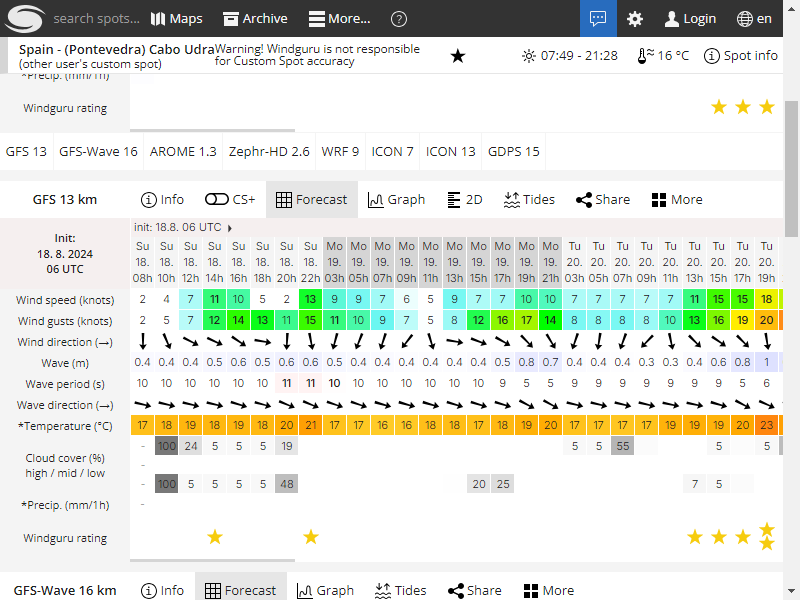 search spots... Maps Archive More... ? Login en
Spain - (Pontevedra) Cabo Udra
(other user's custom spot)
Warning! Windguru is not responsible
for Custom Spot accuracy
07:49 - 21:28 16 °C Spot info
*Precip. (mm/1h)
Windguru rating
GFS 13 GFS-Wave 16 AROME 1.3 Zephr-HD 2.6 WRF 9 ICON 7 ICON 13 GDPS 15
GFS 13 km Info CS+ Forecast Graph 2D Tides Share More
init: 18.8. 06 UTC
Init:
18. 8. 2024
06 UTC
Su Su Su Su Su Su Su Su Mo Mo Mo Mo Mo Mo Mo Mo Mo Mo Tu Tu Tu Tu Tu Tu Tu Tu Tu
18. 18. 18. 18. 18. 18. 18. 18. 19. 19. 19. 19. 19. 19. 19. 19. 19. 19. 20. 20. 20. 20. 20. 20. 20. 20. 20.
08h 10h 12h 14h 16h 18h 20h 22h 03h 05h 07h 09h 11h 13h 15h 17h 19h 21h 03h 05h 07h 09h 11h 13h 15h 17h 19h
Wind speed (knots) 2 4 7 11 10 5 2 13 9 9 7 6 5 9 7 7 10 10 7 7 7 7 7 11 15 15 18
Wind gusts (knots) 2 5 7 12 14 13 11 15 11 10 9 7 5 8 12 16 17 14 8 8 8 8 10 13 16 19 20
Wind direction (→)
Wave (m) 0.4 0.4 0.4 0.5 0.6 0.5 0.6 0.6 0.5 0.4 0.4 0.4 0.4 0.4 0.4 0.5 0.8 0.7 0.4 0.4 0.4 0.3 0.3 0.4 0.6 0.8 1
Wave period (s) 10 10 10 10 10 10 11 11 10 10 10 10 10 10 10 9 5 5 9 9 9 9 9 9 9 5 6
Wave direction (→)
*Temperature (°C) 17 18 19 18 19 18 20 21 17 17 16 16 18 18 17 18 19 20 17 17 17 17 19 19 19 20 23
- 100 24 5 5 5 19 5 5 55 5 5
Cloud cover (%)
high / mid / low
-
- 100 5 5 5 5 48 20 25 7 5
*Precip. (mm/1h) -
Windguru rating
GFS-Wave 16 km Info Forecast Graph Tides Share More